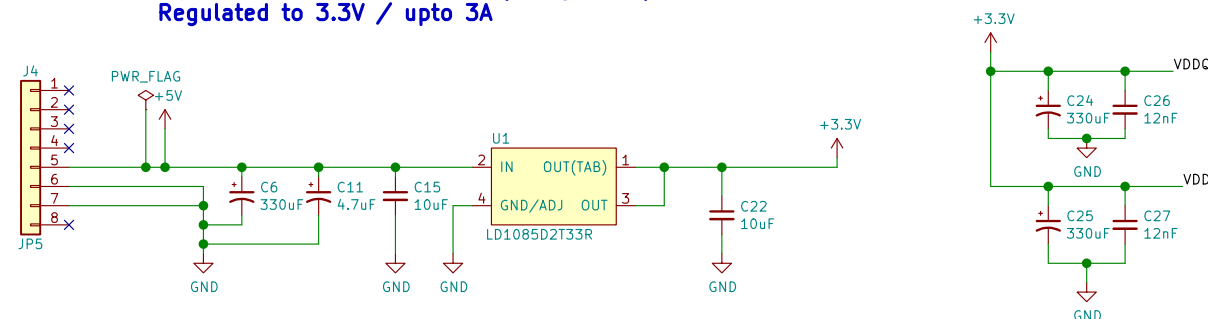 Regulated to 3.3V / upto 3A
+3.3V
J4
PWR_FLAG
+5V
1
2
3
4
5
6
7
8
JP5
C6
330uF
C11
4.7uF
C15
10uF
GND
GND
GND
U1
2 IN OUT(TAB) 1
4 GND/ADJ OUT 3
LD1085D2T33R
+3.3V
C22
10uF
GND
VDDQ
C24
330uF
C26
12nF
GND
VDD
C25
330uF
C27
12nF
GND